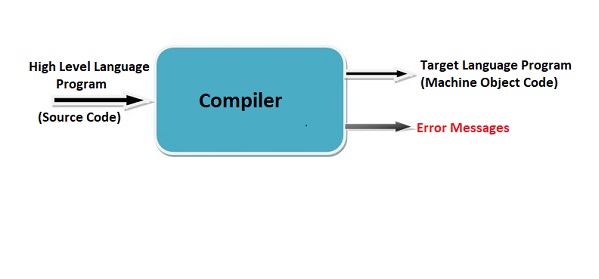 High Level Language
Program
(Source Code)
Compiler
Target Language Program
(Machine Object Code)
Error Messages